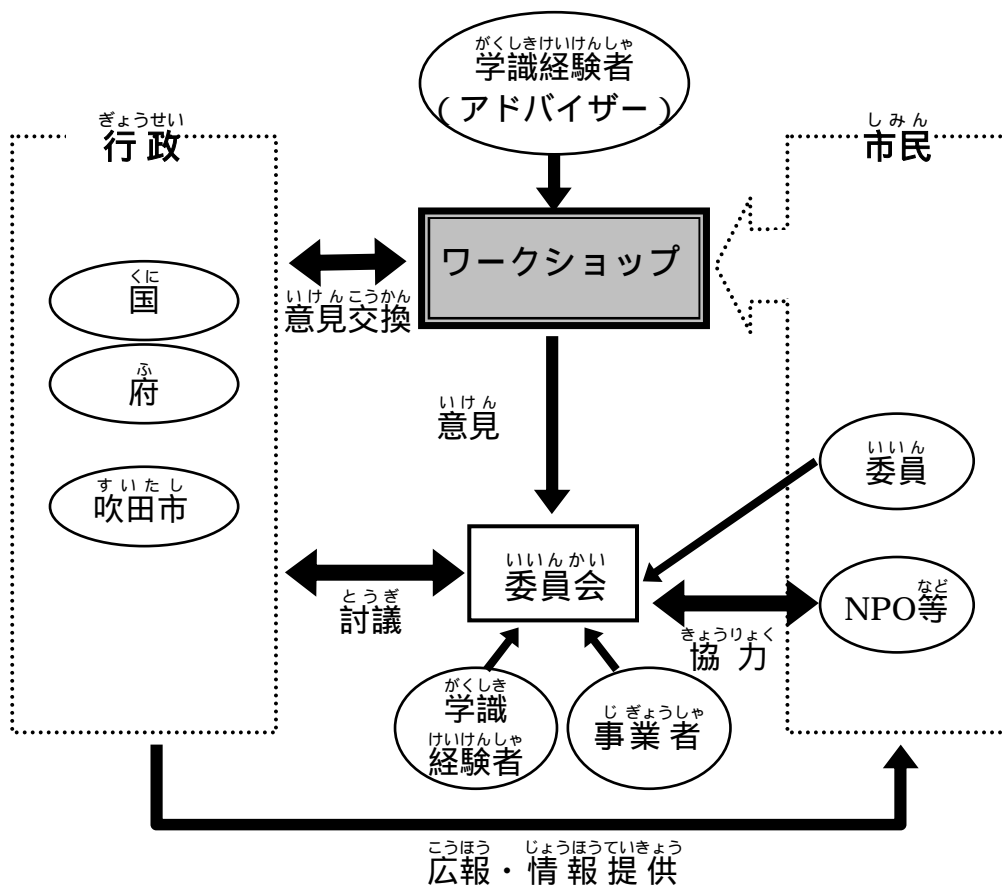 がくしきけいけんしゃ
学識経験者
(アドバイザー)
ぎょうせい
行政
しみん
市民
ワークショップ
くに
国
いけんこうかん
意見交換
ふ
府
いけん
意見
いいん
委員
すいたし
吹田市
いいんかい
委員会
とうぎ
討議
など
NPO等
きょうりょく
協力
がくしき
学識
けいけんしゃ
経験者
じぎょうしゃ
事業者
こうほう じょうほうていきょう
広報・情報提供